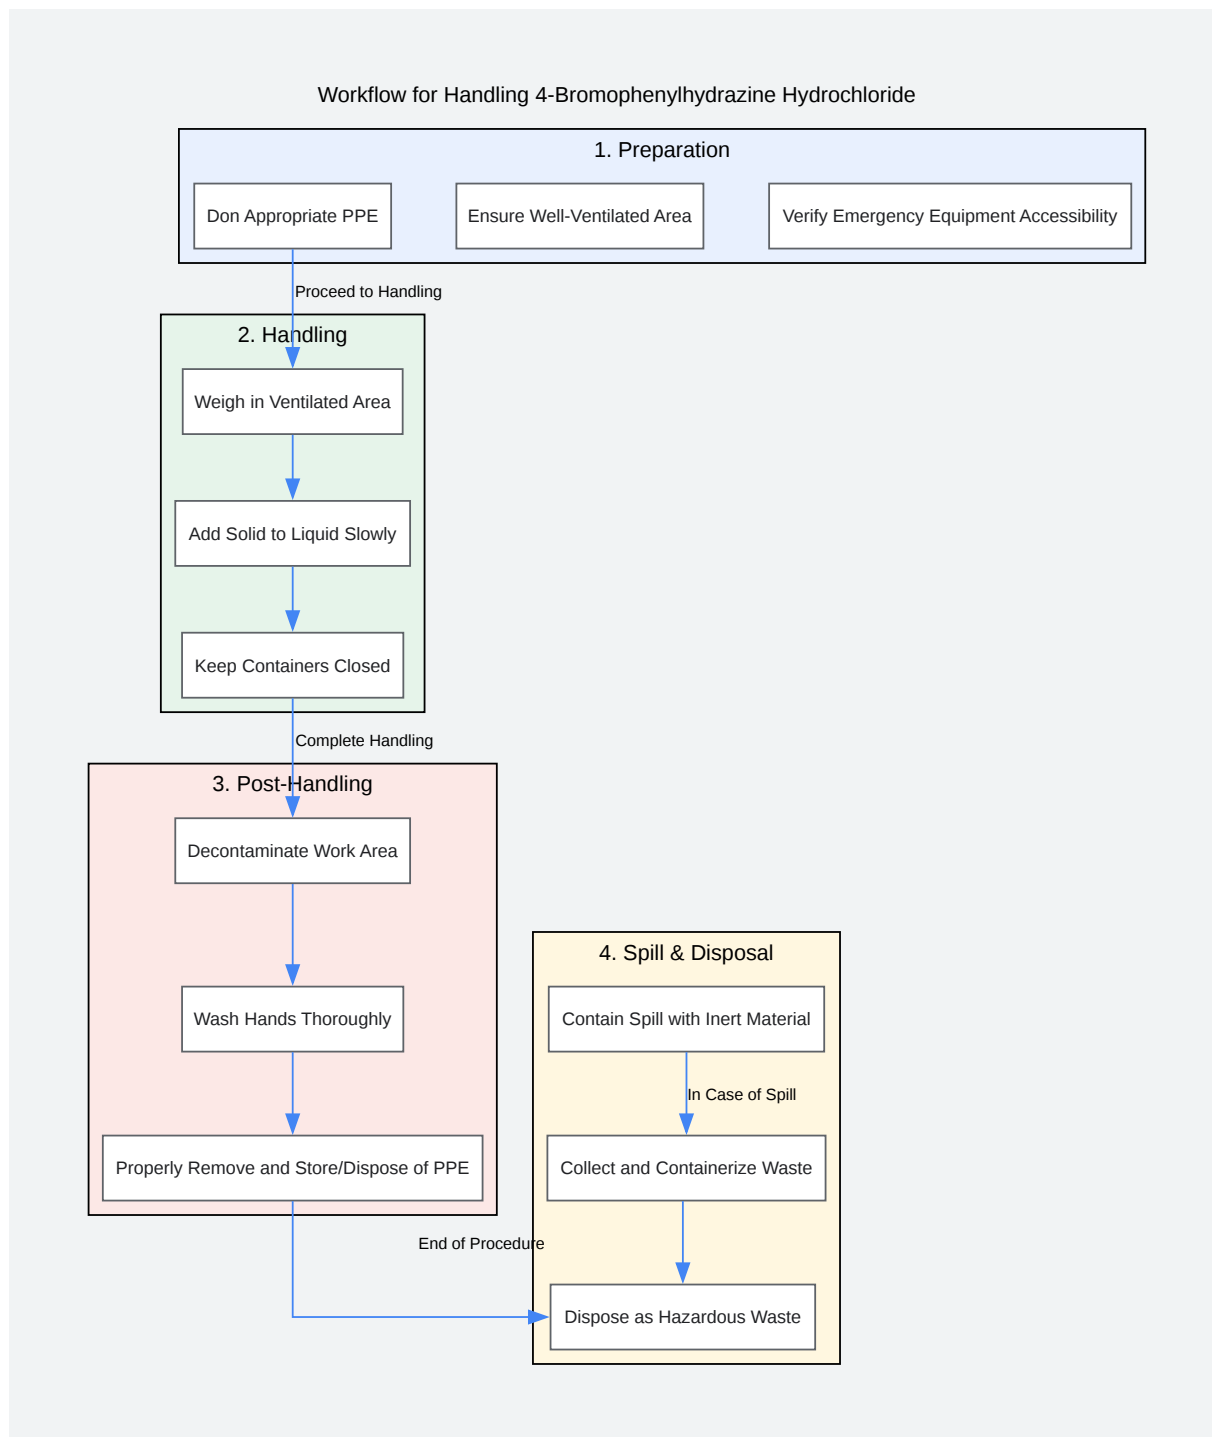 Workflow for Handling 4-Bromophenylhydrazine Hydrochloride
1. Preparation
Don Appropriate PPE
Ensure Well-Ventilated Area
Verify Emergency Equipment Accessibility
Proceed to Handling
2. Handling
Weigh in Ventilated Area
Add Solid to Liquid Slowly
Keep Containers Closed
Complete Handling
3. Post-Handling
Decontaminate Work Area
Wash Hands Thoroughly
Properly Remove and Store/Dispose of PPE
End of Procedure
4. Spill & Disposal
Contain Spill with Inert Material
In Case of Spill
Collect and Containerize Waste
Dispose as Hazardous Waste